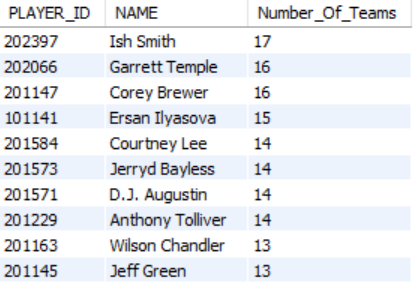 PLAYER_ID NAME Number_Of_Teams
202397 Ish Smith 17
202066 Garrett Temple 16
201147 Corey Brewer 16
101141 Ersan Ilyasova 15
201584 Courtney Lee 14
201573 Jerryd Bayless 14
201571 D.J. Augustin 14
201229 Anthony Tolliver 14
201163 Wilson Chandler 13
201145 Jeff Green 13